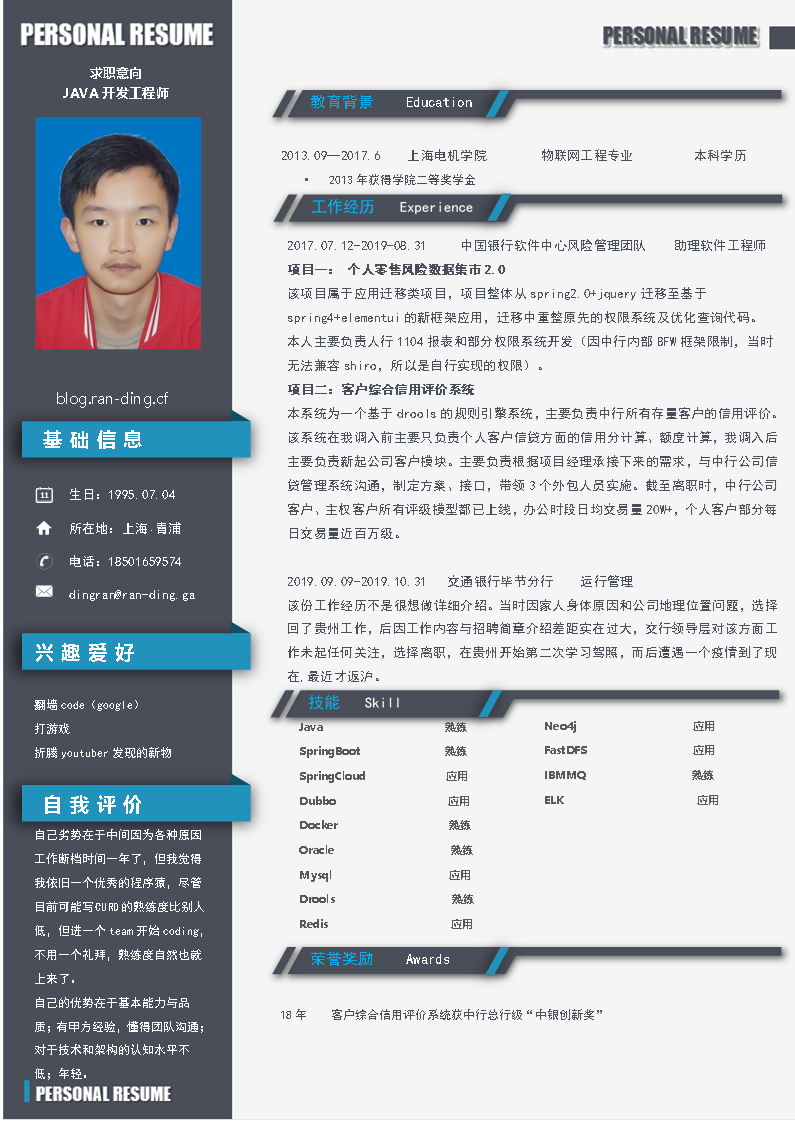 PERSONAL RESUME
求职意向
JAVA 开发工程师
blog.ran-ding.cf
基础信息
11
生日：1995.07.04
所在地：上海·青浦
电话：18501659574
dingran@ran-ding.ga
兴趣爱好
翻墙 code（google）
打游戏
折腾 youtuber 发现的新物
自我评价
自己劣势在于中间因为各种原因
工作断档时间一年了，但我觉得
我依旧一个优秀的程序猿，尽管
目前可能写CURD 的熟练度比别人
低，但进一个 team 开始 coding，
不用一个礼拜，熟练度自然也就
上来了。
自己的优势在于基本能力与品
质；有甲方经验，懂得团队沟通；
对于技术和架构的认知水平不
低；年轻。
PERSONAL RESUME
PERSONAL RESUME
教育背景 Education
2013.09—2017.6 上海电机学院 物联网工程专业 本科学历
• 2013 年获得学院二等奖学金
工作经历 Experience
2017.07.12-2019-08.31 中国银行软件中心风险管理团队 助理软件工程师
项目一： 个人零售风险数据集市 2.0
该项目属于应用迁移类项目，项目整体从 spring2.0+jquery 迁移至基于
spring4+elementui 的新框架应用，迁移中重整原先的权限系统及优化查询代码。
本人主要负责人行 1104 报表和部分权限系统开发（因中行内部 BFW 框架限制，当时
无法兼容 shiro，所以是自行实现的权限）。
项目二：客户综合信用评价系统
本系统为一个基于 drools 的规则引擎系统，主要负责中行所有存量客户的信用评价。
该系统在我调入前主要只负责个人客户信贷方面的信用分计算、额度计算，我调入后
主要负责新起公司客户模块。主要负责根据项目经理承接下来的需求，与中行公司信
贷管理系统沟通，制定方案、接口，带领 3 个外包人员实施。截至离职时，中行公司
客户、主权客户所有评级模型都已上线，办公时段日均交易量 20W+，个人客户部分每
日交易量近百万级。
2019.09.09-2019.10.31 交通银行毕节分行 运行管理
该份工作经历不是很想做详细介绍。当时因家人身体原因和公司地理位置问题，选择
回了贵州工作，后因工作内容与招聘简章介绍差距实在过大，交行领导层对该方面工
作未起任何关注，选择离职，在贵州开始第二次学习驾照，而后遭遇一个疫情到了现
在.最近才返沪。
技能 Skill
Java 熟练 Neo4j 应用
SpringBoot 熟练 FastDFS 应用
SpringCloud 应用 IBMMQ 熟练
Dubbo 应用 ELK 应用
Docker 熟练
Oracle 熟练
Mysql 应用
Drools 熟练
Redis 应用
荣誉奖励 Awards
18 年 客户综合信用评价系统获中行总行级“中银创新奖”